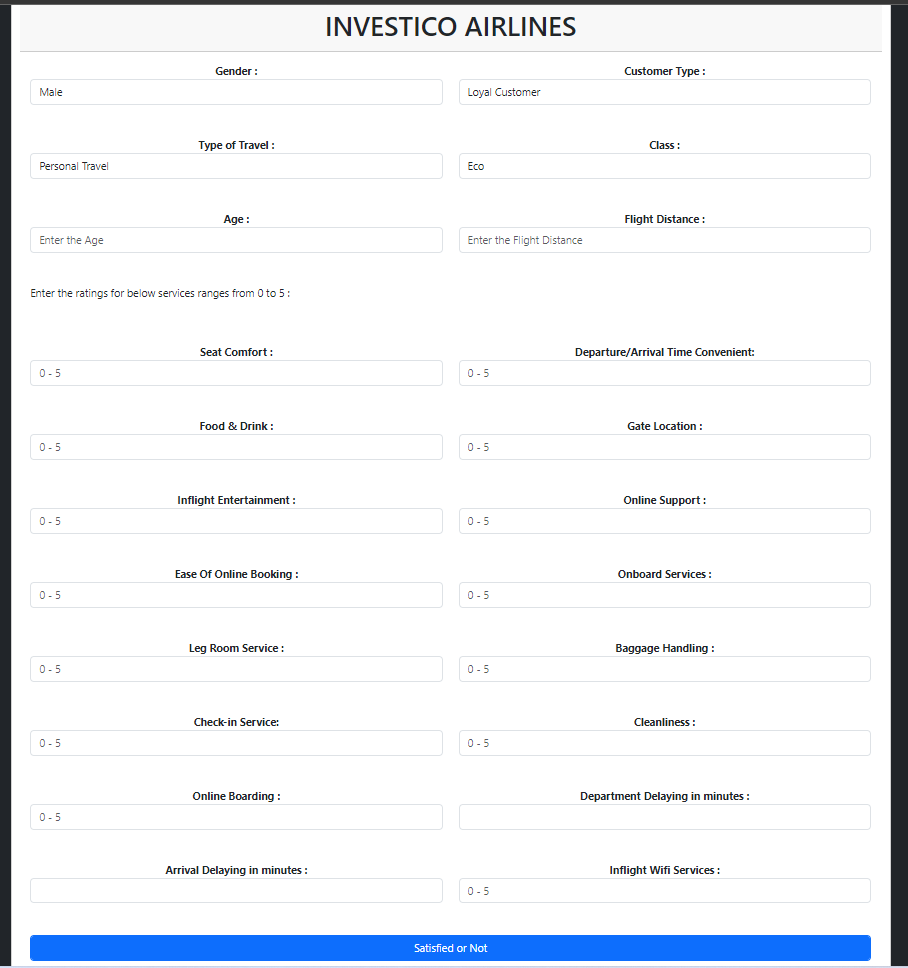 INVESTICO AIRLINES
Gender : Customer Type :
Male Loyal Customer
Type of Travel : Class :
Personal Travel Eco
Age : Flight Distance :
Enter the Age Enter the Flight Distance
Enter the ratings for below services ranges from 0 to 5 :
Seat Comfort : Departure/Arrival Time Convenient:
0 - 5 0 - 5
Food & Drink : Gate Location :
0 - 5 0 - 5
Inflight Entertainment : Online Support :
0 - 5 0 - 5
Ease Of Online Booking : Onboard Services :
0 - 5 0 - 5
Leg Room Service : Baggage Handling :
0 - 5 0 - 5
Check-in Service: Cleanliness :
0 - 5 0 - 5
Online Boarding : Department Delaying in minutes :
0 - 5
Arrival Delaying in minutes : Inflight Wifi Services :
0 - 5
Satisfied or Not